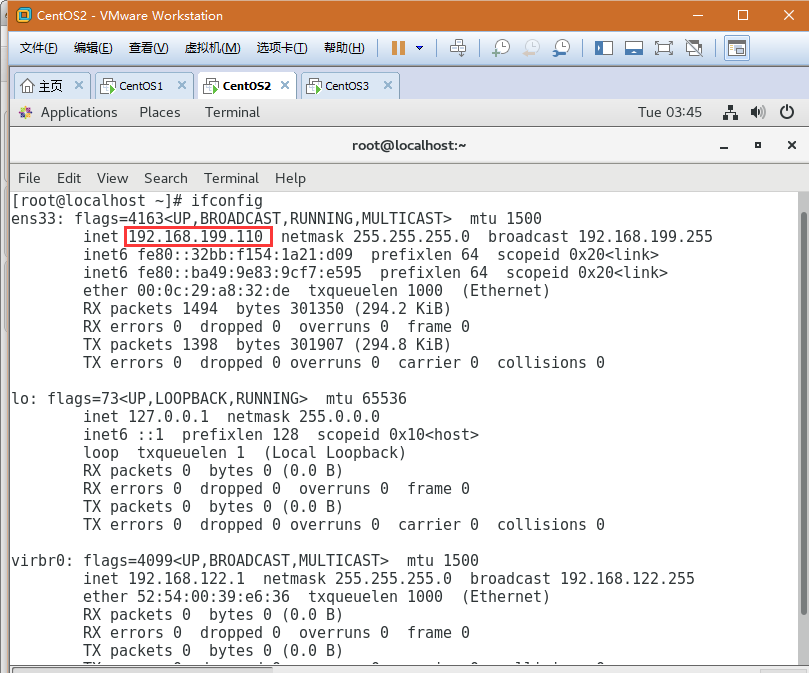 CentOS2 - VMware Workstation
文件(F) 编辑(E) 查看(V) 虚拟机(M) 选项卡(T) 帮助(H)
主页 CentOS1 CentOS2 CentOS3
Applications Places Terminal Tue 03:45
root@localhost:~
File Edit View Search Terminal Help
[root@localhost ~]# ifconfig
ens33: flags=4163<UP,BROADCAST,RUNNING,MULTICAST>  mtu 1500
        inet 192.168.199.110  netmask 255.255.255.0  broadcast 192.168.199.255
        inet6 fe80::32bb:f154:1a21:d09  prefixlen 64  scopeid 0x20<link>
        inet6 fe80::ba49:9e83:9cf7:e595  prefixlen 64  scopeid 0x20<link>
        ether 00:0c:29:a8:32:de  txqueuelen 1000  (Ethernet)
        RX packets 1494  bytes 301350 (294.2 KiB)
        RX errors 0  dropped 0  overruns 0  frame 0
        TX packets 1398  bytes 301907 (294.8 KiB)
        TX errors 0  dropped 0 overruns 0  carrier 0  collisions 0
lo: flags=73<UP,LOOPBACK,RUNNING>  mtu 65536
        inet 127.0.0.1  netmask 255.0.0.0
        inet6 ::1  prefixlen 128  scopeid 0x10<host>
        loop  txqueuelen 1  (Local Loopback)
        RX packets 0  bytes 0 (0.0 B)
        RX errors 0  dropped 0  overruns 0  frame 0
        TX packets 0  bytes 0 (0.0 B)
        TX errors 0  dropped 0 overruns 0  carrier 0  collisions 0
virbr0: flags=4099<UP,BROADCAST,MULTICAST>  mtu 1500
        inet 192.168.122.1  netmask 255.255.255.0  broadcast 192.168.122.255
        ether 52:54:00:39:e6:36  txqueuelen 1000  (Ethernet)
        RX packets 0  bytes 0 (0.0 B)
        RX errors 0  dropped 0  overruns 0  frame 0
        TX packets 0  bytes 0 (0.0 B)